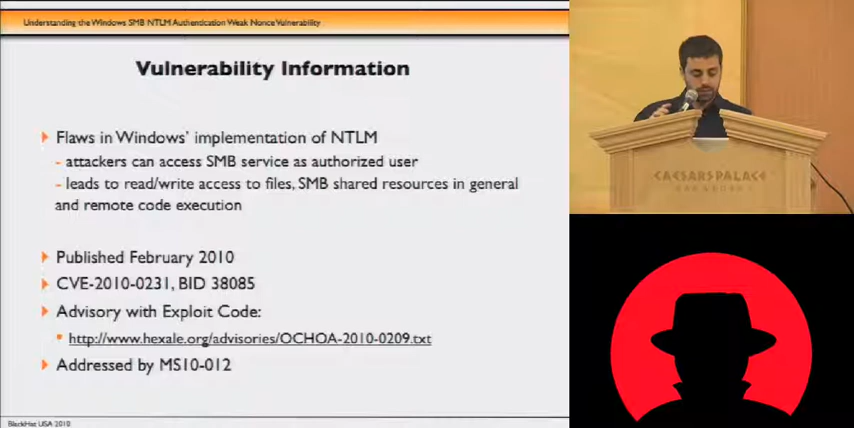 Understanding the Windows SMB NTLM Authentication Weak Nonce Vulnerability
Vulnerability Information
Flaws in Windows' implementation of NTLM
- attackers can access SMB service as authorized user
- leads to read/write access to files, SMB shared resources in general
and remote code execution
Published February 2010
CVE-2010-0231, BID 38085
Advisory with Exploit Code:
http://www.hexale.org/advisories/OCHOA-2010-0209.txt
Addressed by MS10-012
BlackHat USA 2010
CAESARS PALACE